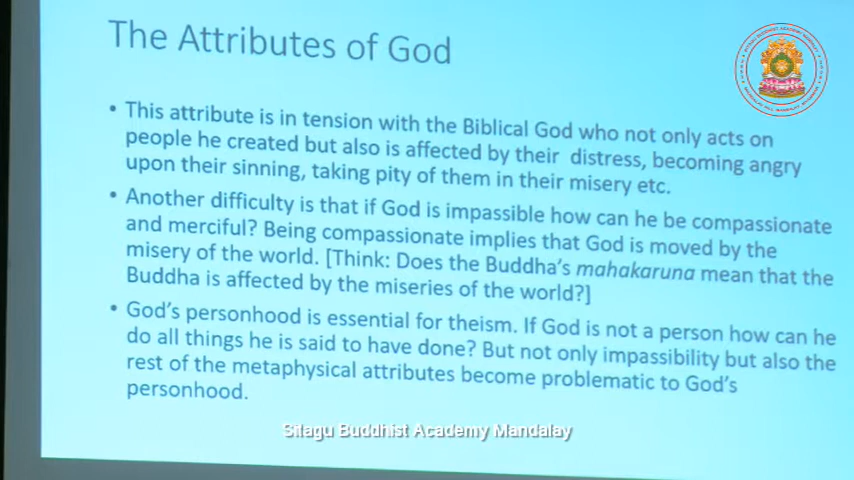 The Attributes of God
• This attribute is in tension with the Biblical God who not only acts on
people he created but also is affected by their distress, becoming angry
upon their sinning, taking pity of them in their misery etc.
• Another difficulty is that if God is impassible how can he be compassionate
and merciful? Being compassionate implies that God is moved by the
misery of the world. [Think: Does the Buddha's mahakaruna mean that the
Buddha is affected by the miseries of the world?]
• God's personhood is essential for theism. If God is not a person how can he
do all things he is said to have done? But not only impassibility but also the
rest of the metaphysical attributes become problematic to God's
personhood.
Sitagu Buddhist Academy Mandalay